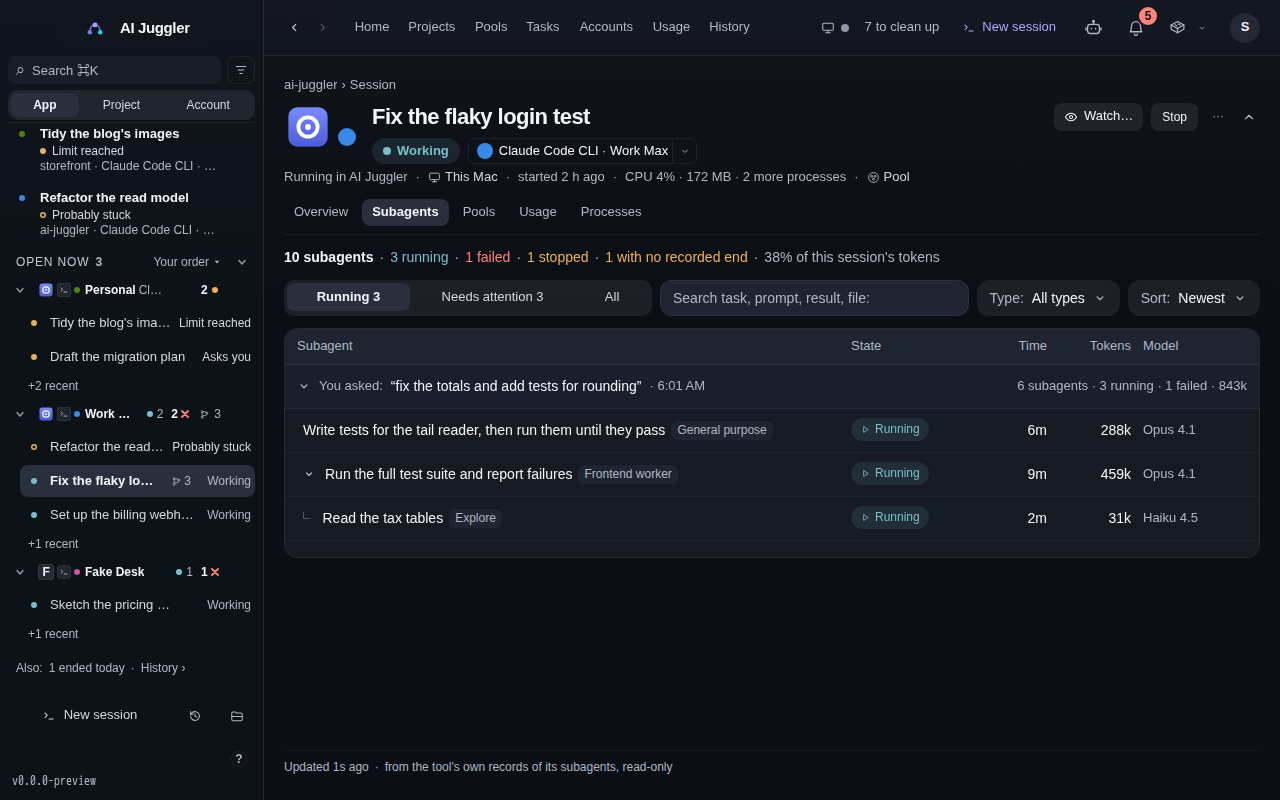 AI Juggler
Search ⌘K
App Project Account
Tidy the blog's images
Limit reached
storefront · Claude Code CLI · …
Refactor the read model
Probably stuck
ai-juggler · Claude Code CLI · …
OPEN NOW 3 Your order
Personal Cl… 2
Tidy the blog's ima… Limit reached
Draft the migration plan Asks you
+2 recent
Work … 2 2 3
Refactor the read… Probably stuck
Fix the flaky lo… 3 Working
Set up the billing webh… Working
+1 recent
F Fake Desk 1 1
Sketch the pricing … Working
+1 recent
Also: 1 ended today · History ›
New session
?
v0.0.0-preview
Home Projects Pools Tasks Accounts Usage History 7 to clean up New session 5 S
ai-juggler › Session
Fix the flaky login test
Watch… Stop ···
Working Claude Code CLI · Work Max
Running in AI Juggler · This Mac · started 2 h ago · CPU 4% · 172 MB · 2 more processes · Pool
Overview Subagents Pools Usage Processes
10 subagents · 3 running · 1 failed · 1 stopped · 1 with no recorded end · 38% of this session's tokens
Running 3 Needs attention 3 All Search task, prompt, result, file: Type: All types Sort: Newest
Subagent State Time Tokens Model
You asked: “fix the totals and add tests for rounding” · 6:01 AM 6 subagents · 3 running · 1 failed · 843k
Write tests for the tail reader, then run them until they pass General purpose Running 6m 288k Opus 4.1
Run the full test suite and report failures Frontend worker Running 9m 459k Opus 4.1
Read the tax tables Explore Running 2m 31k Haiku 4.5
Updated 1s ago · from the tool's own records of its subagents, read-only